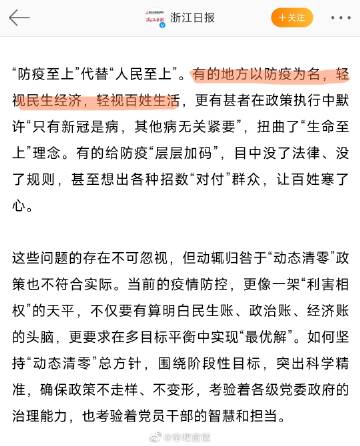 浙江日报
+关注
“防疫至上”代替“人民至上”。有的地方以防疫为名，轻
视民生经济，轻视百姓生活，更有甚者在政策执行中默
许“只有新冠是病，其他病无关紧要”，扭曲了“生命至
上”理念。有的给防疫“层层加码”，目中没了法律、没
了规则，甚至想出各种招数“对付”群众，让百姓寒了
心。
这些问题的存在不可忽视，但动辄归咎于“动态清零”政
策也不符合实际。当前的疫情防控，更像一架“利害相
权”的天平，不仅要有算明白民生账、政治账、经济账
的头脑，更要求在多目标平衡中实现“最优解”。如何坚
持“动态清零”总方针，围绕阶段性目标，突出科学精
准，确保政策不走样、不变形，考验着各级党委政府的
治理能力，也考验着党员干部的智慧和担当。